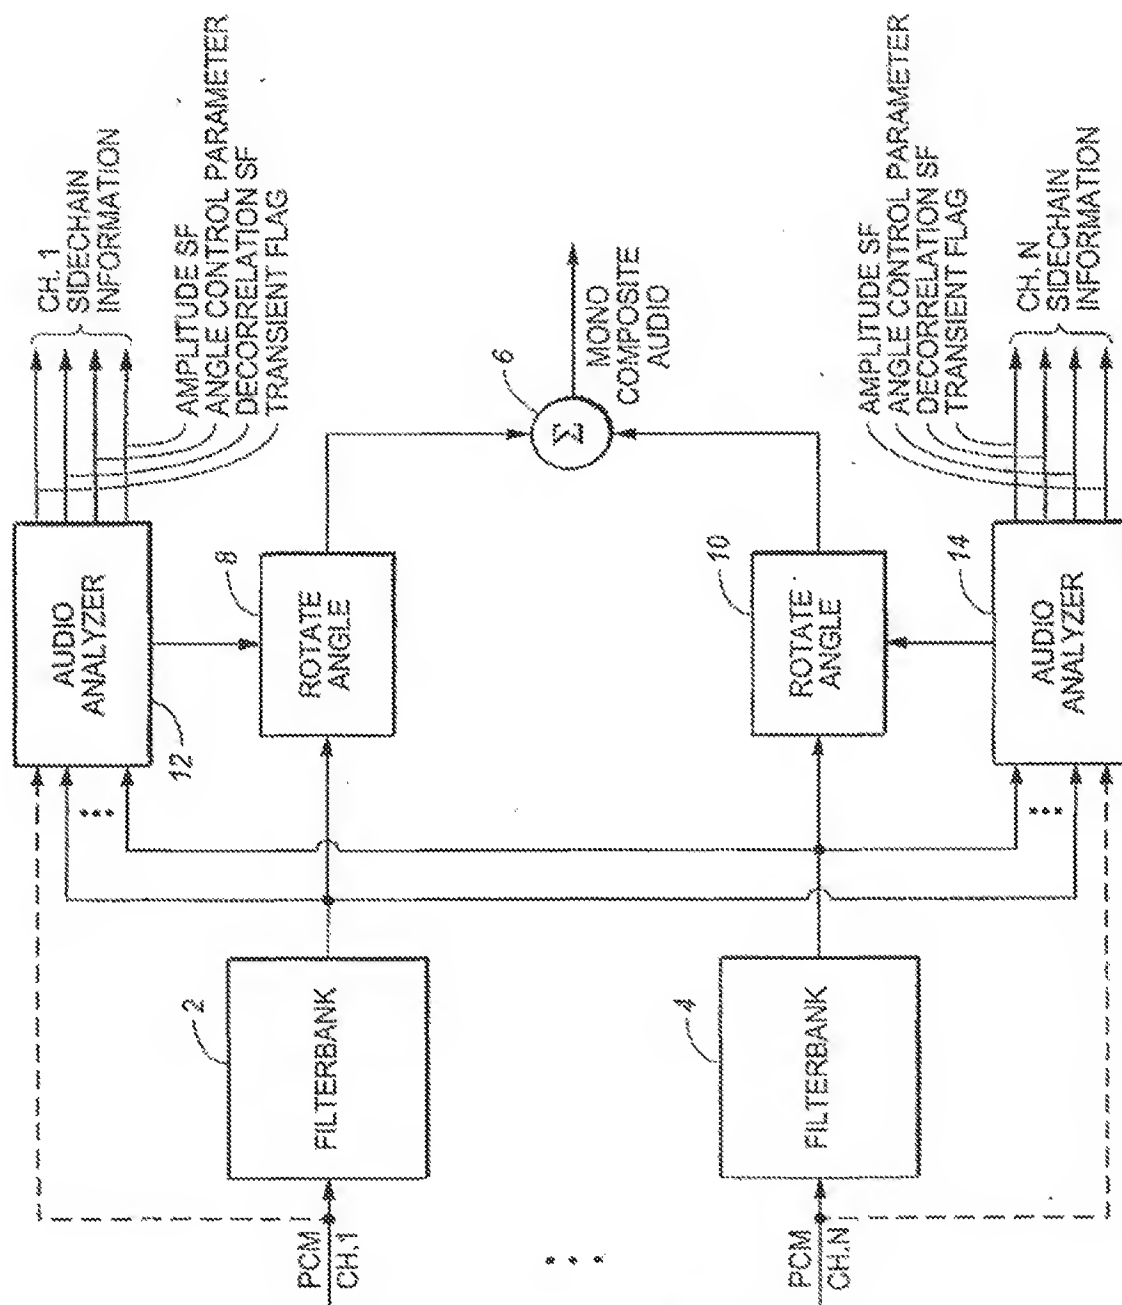 CH. 1
SIDECHAIN
INFORMATION
AMPLITUDE SF
ANGLE CONTROL PARAMETER
DECORRELATION SF
TRANSIENT FLAG
AUDIO
ANALYZER
12
8
ROTATE
ANGLE
2
FILTERBANK
PCM
CH.1
6
Σ
MONO
COMPOSITE
AUDIO
10
ROTATE
ANGLE
4
FILTERBANK
PCM
CH.N
AMPLITUDE SF
ANGLE CONTROL PARAMETER
DECORRELATION SF
TRANSIENT FLAG
CH. N
SIDECHAIN
INFORMATION
14
AUDIO
ANALYZER